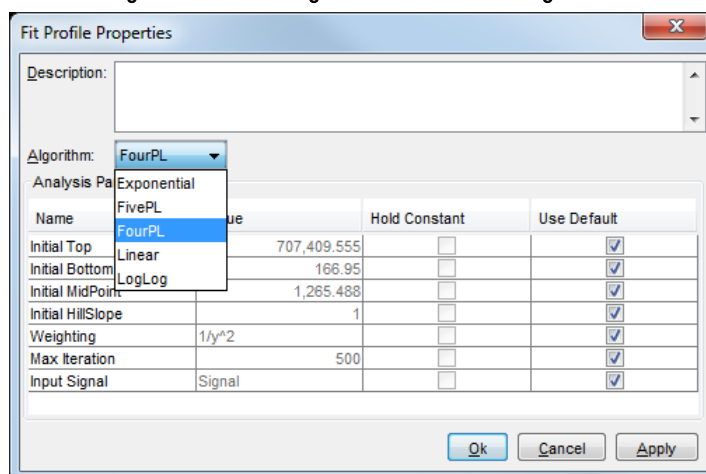 Fit Profile Properties
Description:
Algorithm: FourPL
Analysis Pa
Exponential
FivePL
FourPL
Linear
LogLog
Name ue Hold Constant Use Default
Initial Top 707,409.555
Initial Bottom 166.95
Initial MidPoint 1,265.488
Initial HillSlope 1
Weighting 1/y^2
Max Iteration 500
Input Signal Signal
Ok Cancel Apply